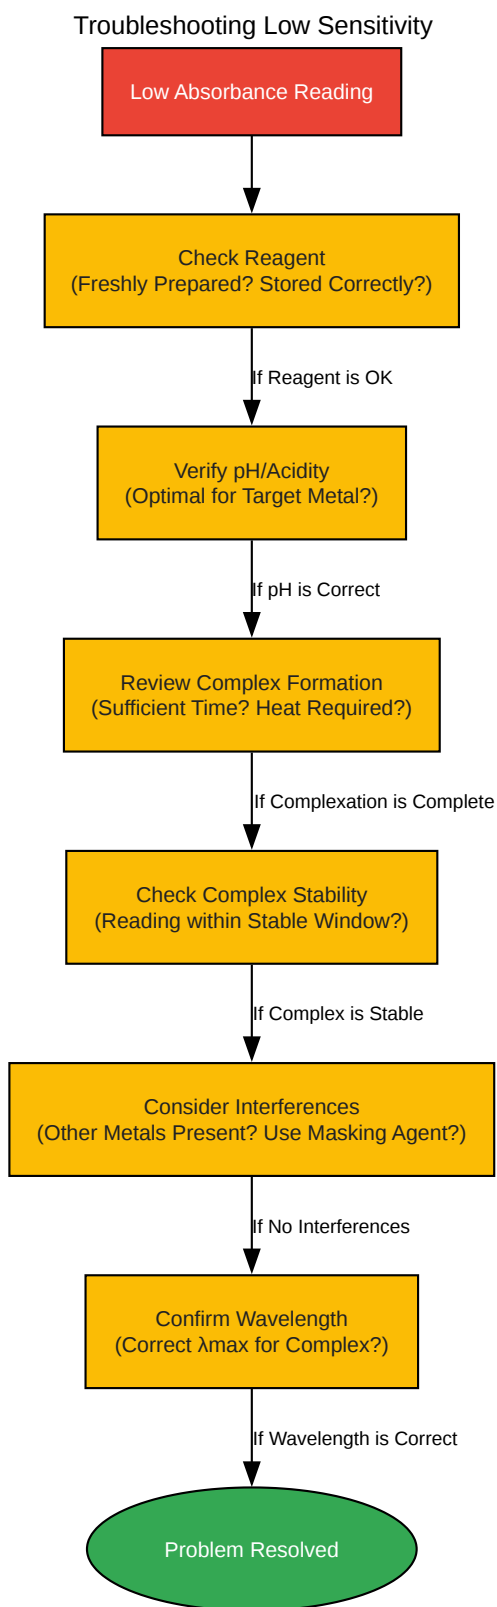 Troubleshooting Low Sensitivity
Low Absorbance Reading
Check Reagent
(Freshly Prepared? Stored Correctly?)
If Reagent is OK
Verify pH/Acidity
(Optimal for Target Metal?)
If pH is Correct
Review Complex Formation
(Sufficient Time? Heat Required?)
If Complexation is Complete
Check Complex Stability
(Reading within Stable Window?)
If Complex is Stable
Consider Interferences
(Other Metals Present? Use Masking Agent?)
If No Interferences
Confirm Wavelength
(Correct λmax for Complex?)
If Wavelength is Correct
Problem Resolved